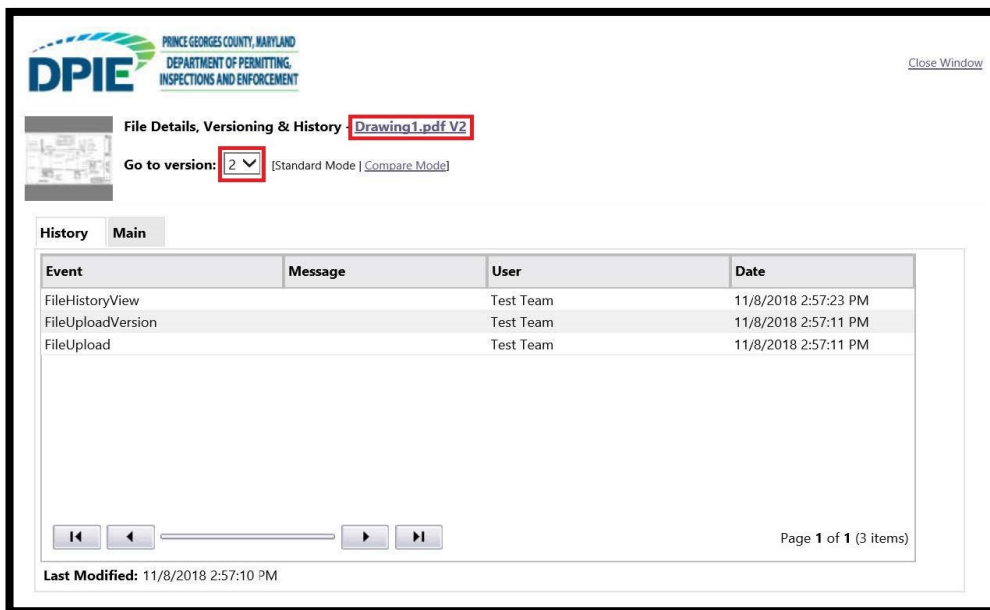 PRINCE GEORGES COUNTY, MARYLAND
DPIE
DEPARTMENT OF PERMITTING,
INSPECTIONS AND ENFORCEMENT
Close Window
File Details, Versioning & History - Drawing1.pdf V2
Go to version: 2 [Standard Mode | Compare Mode]
History Main
Event Message User Date
FileHistoryView Test Team 11/8/2018 2:57:23 PM
FileUploadVersion Test Team 11/8/2018 2:57:11 PM
FileUpload Test Team 11/8/2018 2:57:11 PM
Page 1 of 1 (3 items)
Last Modified: 11/8/2018 2:57:10 PM